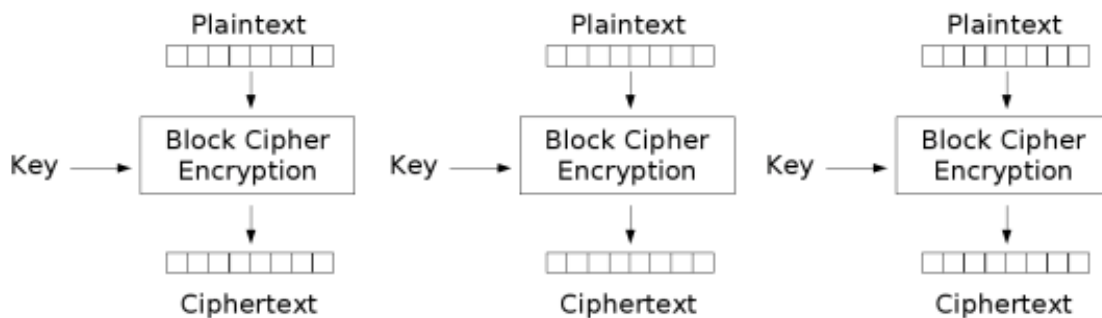 Plaintext Plaintext Plaintext
Key Block Cipher Encryption Key Block Cipher Encryption Key Block Cipher Encryption
Ciphertext Ciphertext Ciphertext